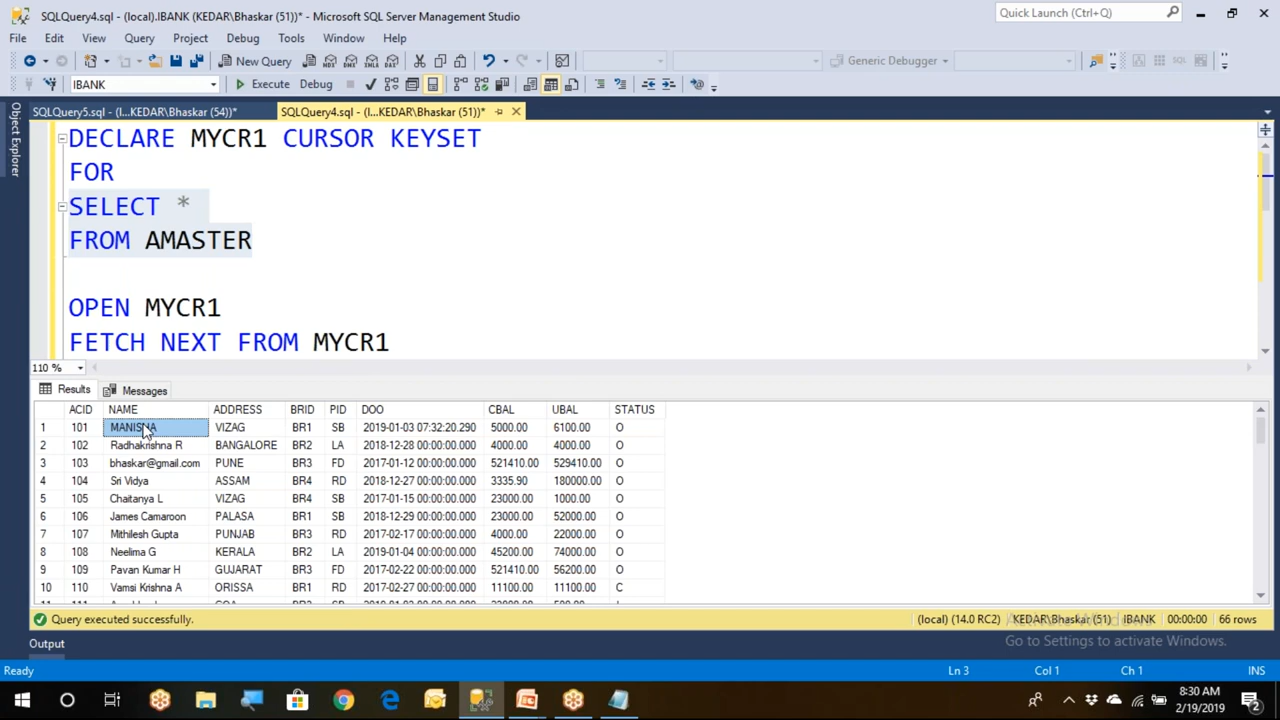 SQLQuery4.sql - (local).IBANK (KEDAR\Bhaskar (51))* - Microsoft SQL Server Management Studio
Quick Launch (Ctrl+Q)
File Edit View Query Project Debug Tools Window Help
New Query Generic Debugger
IBANK Execute Debug
SQLQuery5.sql - (l...KEDAR\Bhaskar (54))* SQLQuery4.sql - (l...KEDAR\Bhaskar (51))*
Object Explorer
DECLARE MYCR1 CURSOR KEYSET
FOR
SELECT *
FROM AMASTER
OPEN MYCR1
FETCH NEXT FROM MYCR1
110 %
Results Messages
ACID NAME ADDRESS BRID PID DOO CBAL UBAL STATUS
1 101 MANISHA VIZAG BR1 SB 2019-01-03 07:32:20.290 5000.00 6100.00 O
2 102 Radhakrishna R BANGALORE BR2 LA 2018-12-28 00:00:00.000 4000.00 4000.00 O
3 103 bhaskar@gmail.com PUNE BR3 FD 2017-01-12 00:00:00.000 521410.00 529410.00 O
4 104 Sri Vidya ASSAM BR4 RD 2018-12-27 00:00:00.000 3335.90 180000.00 O
5 105 Chaitanya L VIZAG BR4 SB 2017-01-15 00:00:00.000 23000.00 1000.00 O
6 106 James Camaroon PALASA BR1 SB 2018-12-29 00:00:00.000 23000.00 52000.00 O
7 107 Mithilesh Gupta PUNJAB BR3 RD 2017-02-17 00:00:00.000 4000.00 22000.00 O
8 108 Neelima G KERALA BR2 LA 2019-01-04 00:00:00.000 45200.00 74000.00 O
9 109 Pavan Kumar H GUJARAT BR3 FD 2017-02-22 00:00:00.000 521410.00 56200.00 O
10 110 Vamsi Krishna A ORISSA BR1 RD 2017-02-27 00:00:00.000 11100.00 11100.00 C
Query executed successfully. (local) (14.0 RC2) KEDAR\Bhaskar (51) IBANK 00:00:00 66 rows
Activate Windows
Go to Settings to activate Windows.
Output
Ready Ln 3 Col 1 Ch 1 INS
8:30 AM
2/19/2019
2